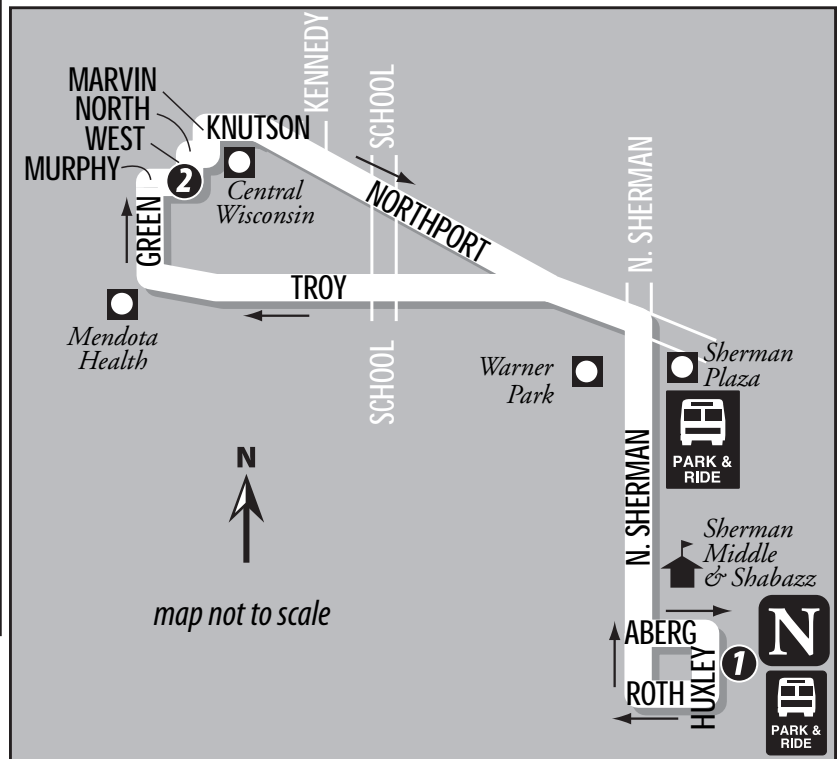 MARVIN
NORTH
WEST
MURPHY
KNUTSON
KENNEDY
SCHOOL
N. SHERMAN
2
Central
Wisconsin
NORTHPORT
GREEN
TROY
Mendota
Health
SCHOOL
Warner
Park
Sherman
Plaza
PARK &
RIDE
N
map not to scale
N. SHERMAN
Sherman
Middle
& Shabazz
ABERG
HUXLEY
1
N
ROTH
PARK &
RIDE